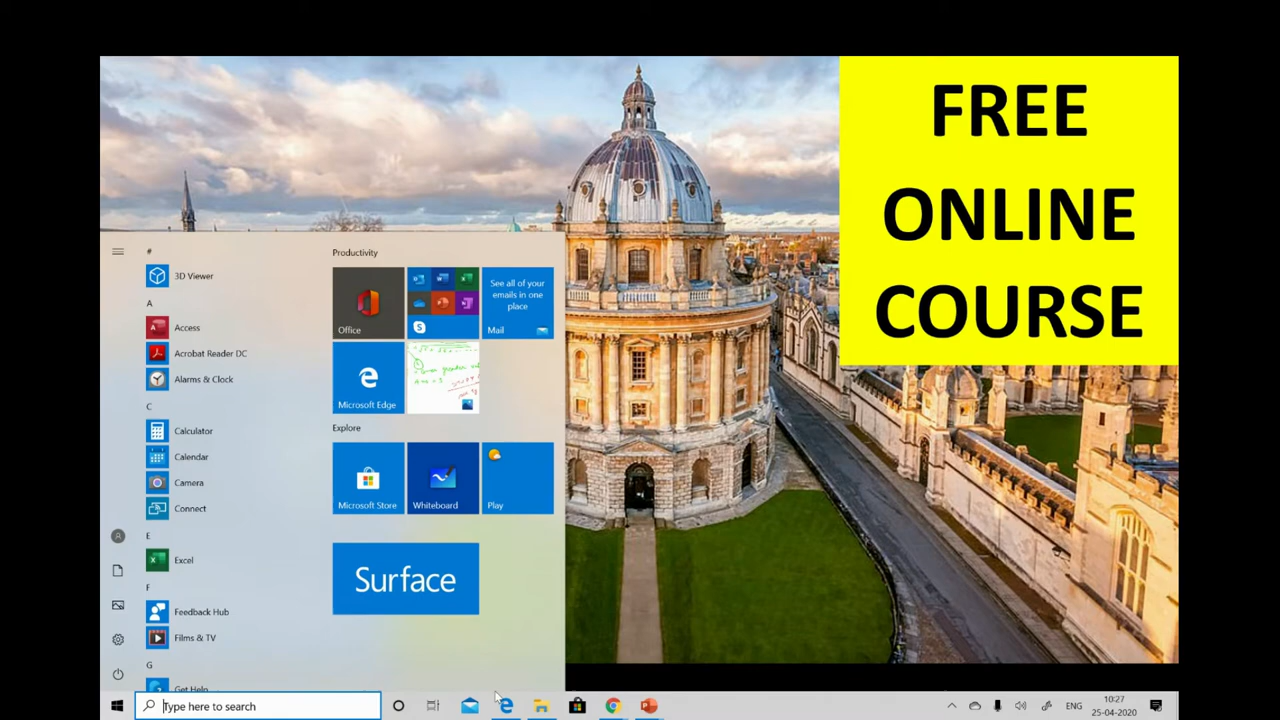 FREE
ONLINE
COURSE
#
3D Viewer
A
Access
Acrobat Reader DC
Alarms & Clock
C
Calculator
Calendar
Camera
Connect
E
Excel
F
Feedback Hub
Films & TV
G
Get Help
Productivity
Office
See all of your
emails in one
place
Mail
Microsoft Edge
Explore
Microsoft Store
Whiteboard
Play
Surface
Type here to search
ENG
10:27
25-04-2020